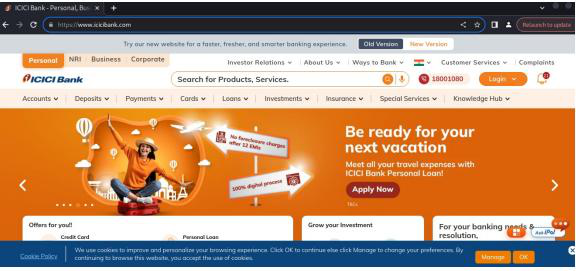 ICICI Bank - Personal, Bus
https://www.icicibank.com
Relaunch to update
Try our new website for a faster, fresher, and smarter banking experience. Old Version New Version
Personal NRI Business Corporate
Investor Relations About Us Ways to Bank Customer Services Complaints
ICICI Bank
Search for Products, Services.
18001080
Login
Accounts Deposits Payments Cards Loans Investments Insurance Special Services Knowledge Hub
No foreclosure charges
after 12 EMIs
100% digital process
Be ready for your
next vacation
Meet all your travel expenses with
ICICI Bank Personal Loan!
Apply Now
T&Cs
Offers for you!!
Credit Card
Personal Loan
Grow your Investment
For your banking needs &
resolution,
Ask iPal
Cookie Policy
We use cookies to improve and personalize your browsing experience. Click OK to continue else click Manage to change your preferences. By
continuing to browse this website, you accept the use of cookies.
Manage OK